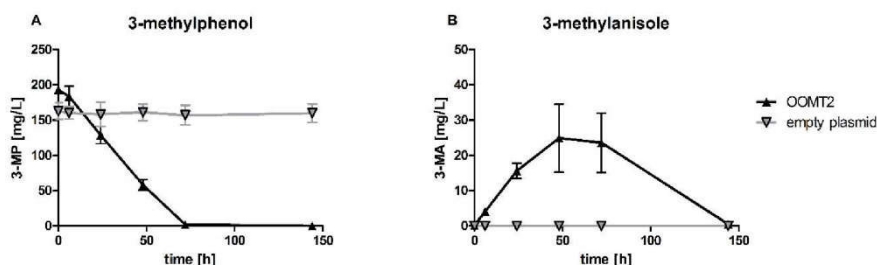 A
3-methylphenol
3-MP [mg/L]
250
200
150
100
50
0
0
50
100
150
time [h]
B
3-methylanisole
3-MA [mg/L]
50
40
30
20
10
0
0
50
100
150
time [h]
OOMT2
empty plasmid